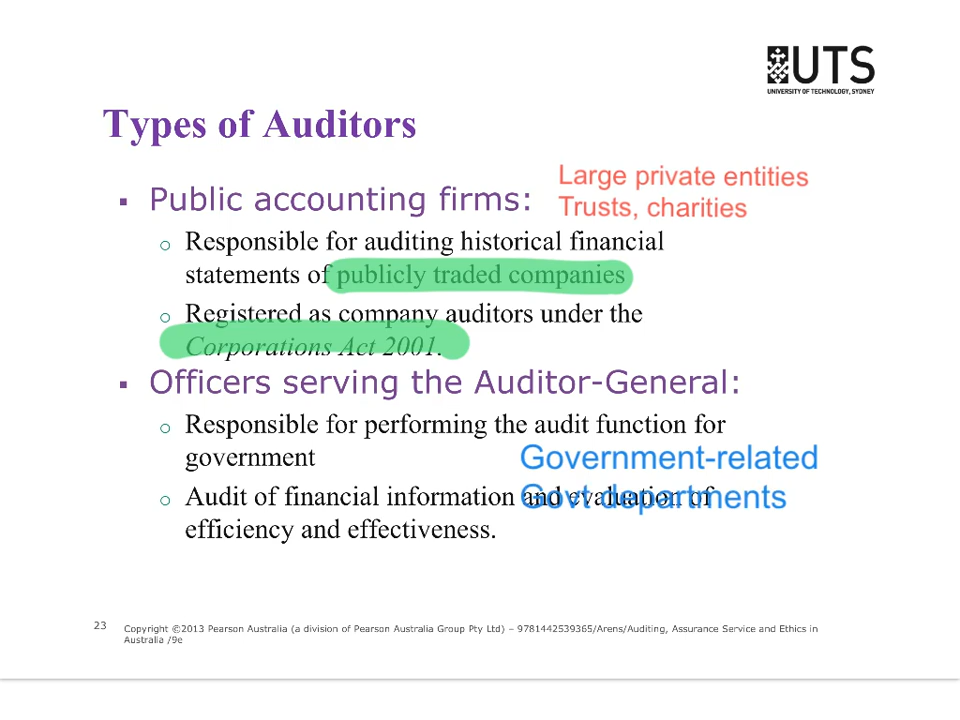 UTS
UNIVERSITY OF TECHNOLOGY, SYDNEY
Types of Auditors
Large private entities
Trusts, charities
▪ Public accounting firms:
o Responsible for auditing historical financial
statements of publicly traded companies
o Registered as company auditors under the
Corporations Act 2001.
▪ Officers serving the Auditor-General:
o Responsible for performing the audit function for
government
Government-related
Govt departments
o Audit of financial information and evaluation of
efficiency and effectiveness.
23
Copyright ©2013 Pearson Australia (a division of Pearson Australia Group Pty Ltd) – 9781442539365/Arens/Auditing, Assurance Service and Ethics in
Australia /9e